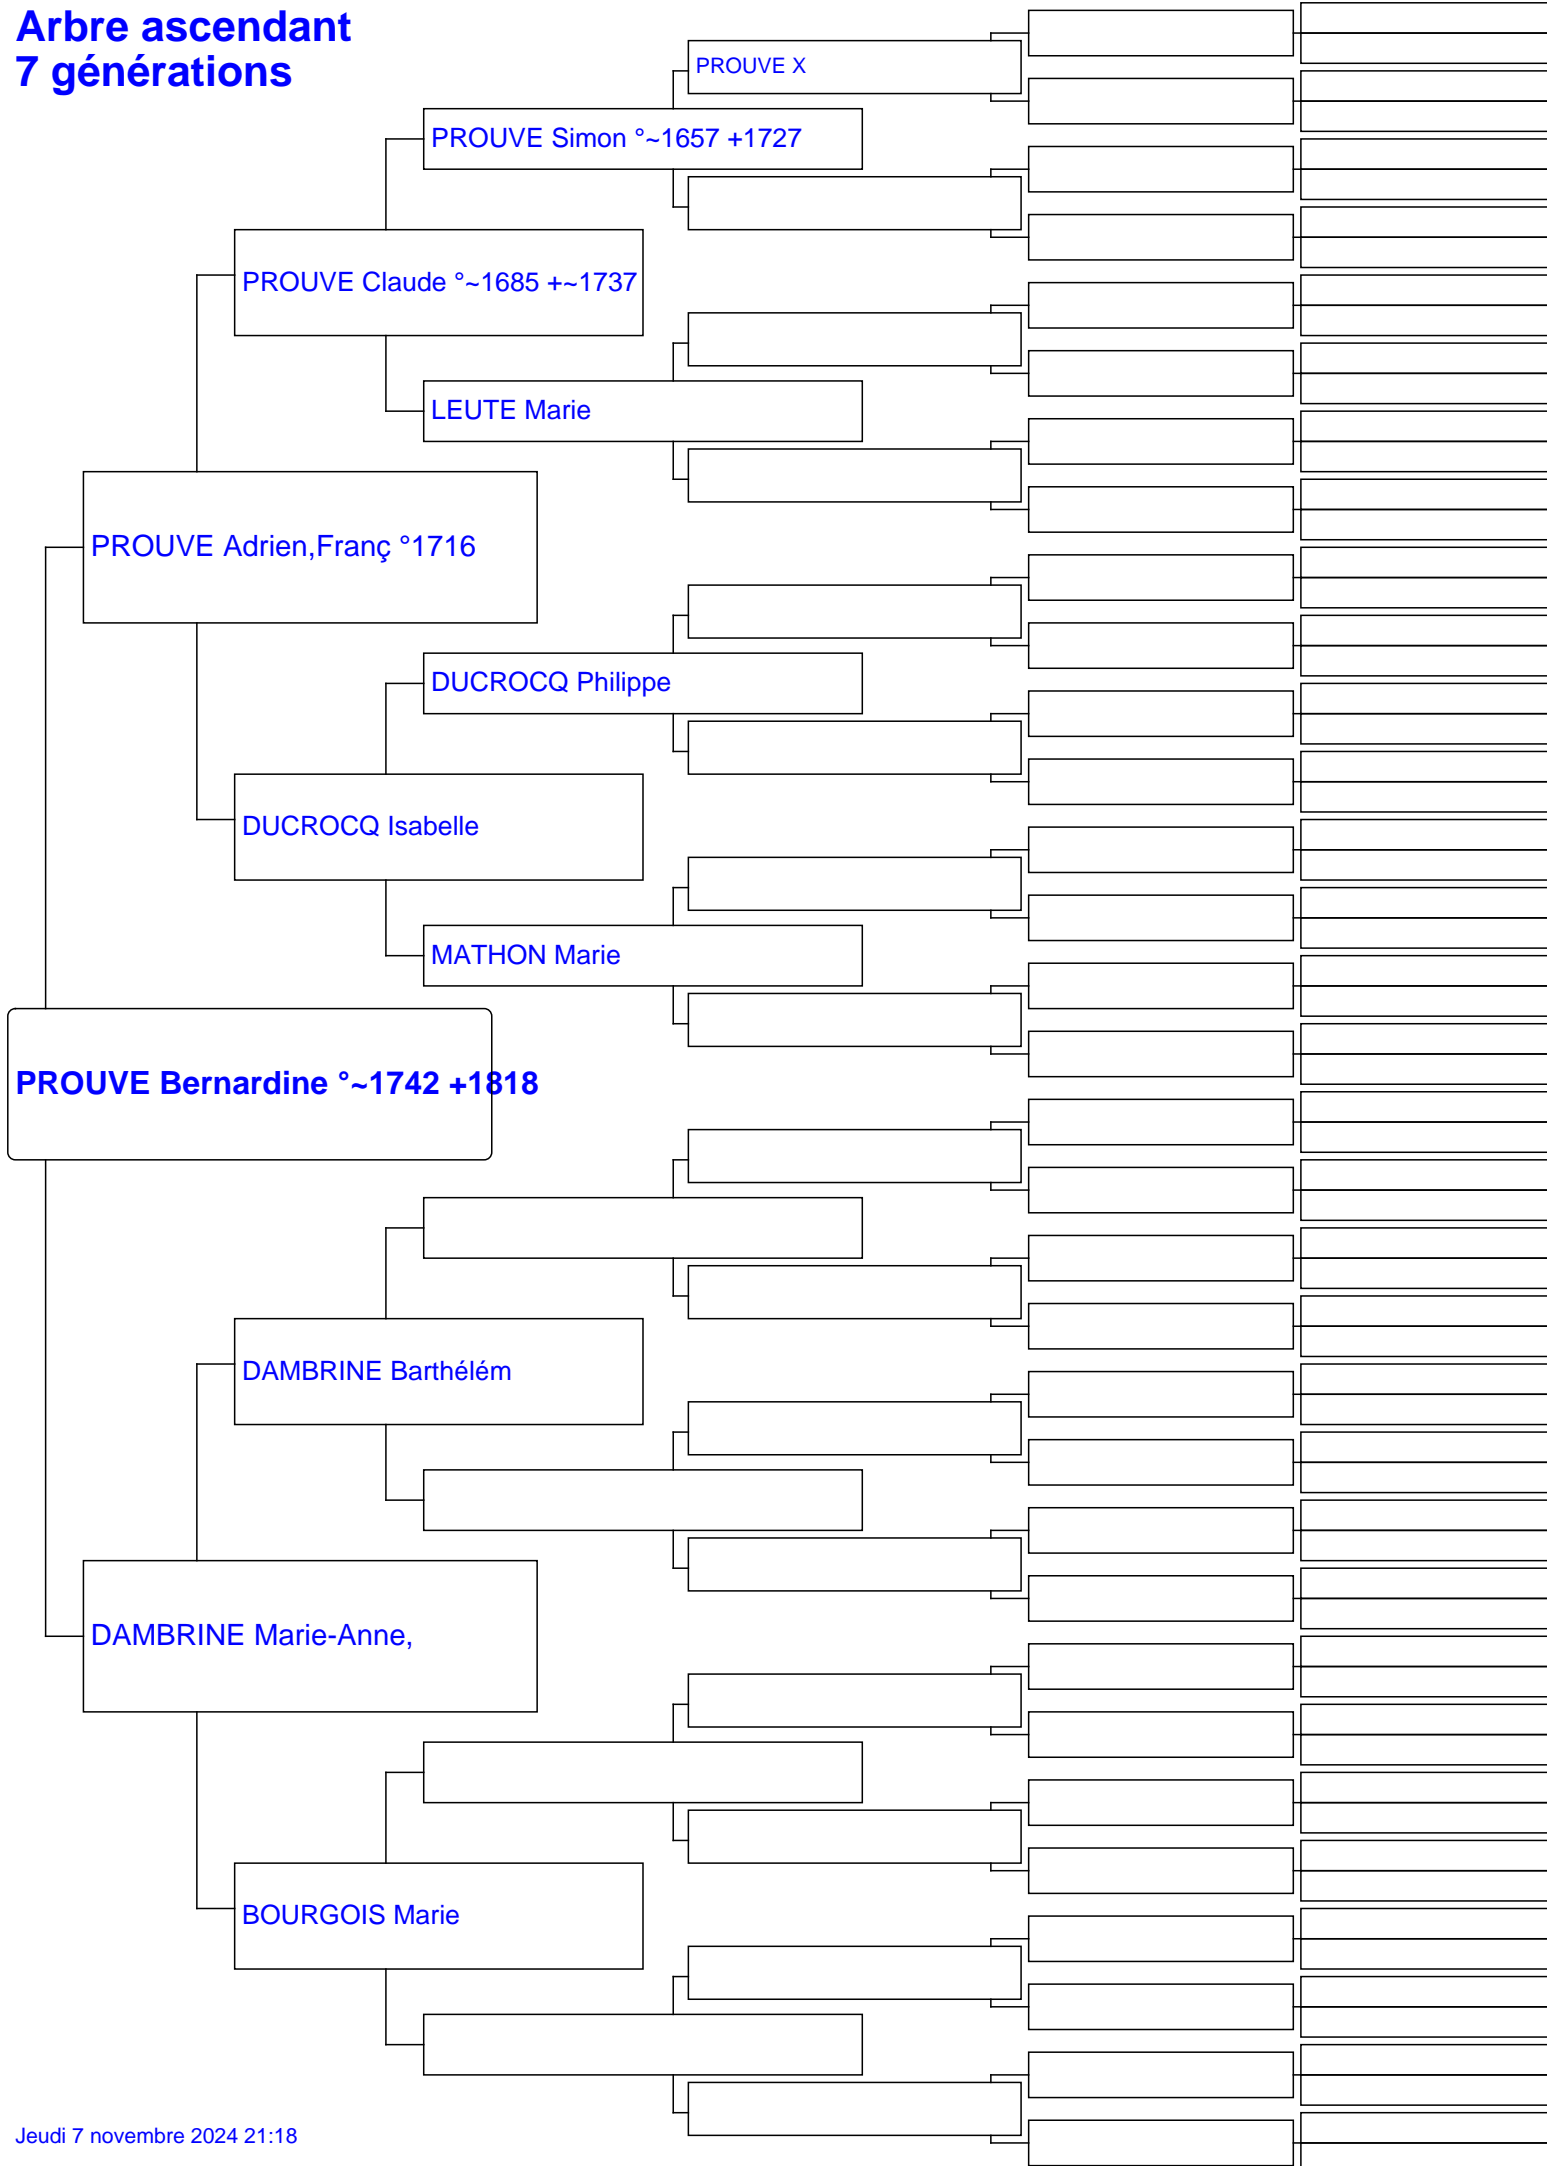 Arbre ascendant
7 générations
PROUVE X
PROUVE Simon °~1657 +1727
PROUVE Claude °~1685 +~1737
LEUTE Marie
PROUVE Adrien,Franç °1716
DUCROCQ Philippe
DUCROCQ Isabelle
MATHON Marie
PROUVE Bernardine °~1742 +1818
DAMBRINE Barthélém
DAMBRINE Marie-Anne,
BOURGOIS Marie
Jeudi 7 novembre 2024 21:18